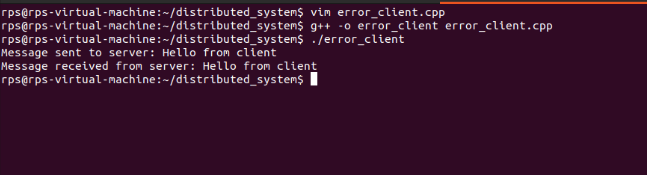 rps@rps-virtual-machine:~/distributed_system$ vim error_client.cpp
rps@rps-virtual-machine:~/distributed_system$ g++ -o error_client error_client.cpp
rps@rps-virtual-machine:~/distributed_system$ ./error_client
Message sent to server: Hello from client
Message received from server: Hello from client
rps@rps-virtual-machine:~/distributed_system$